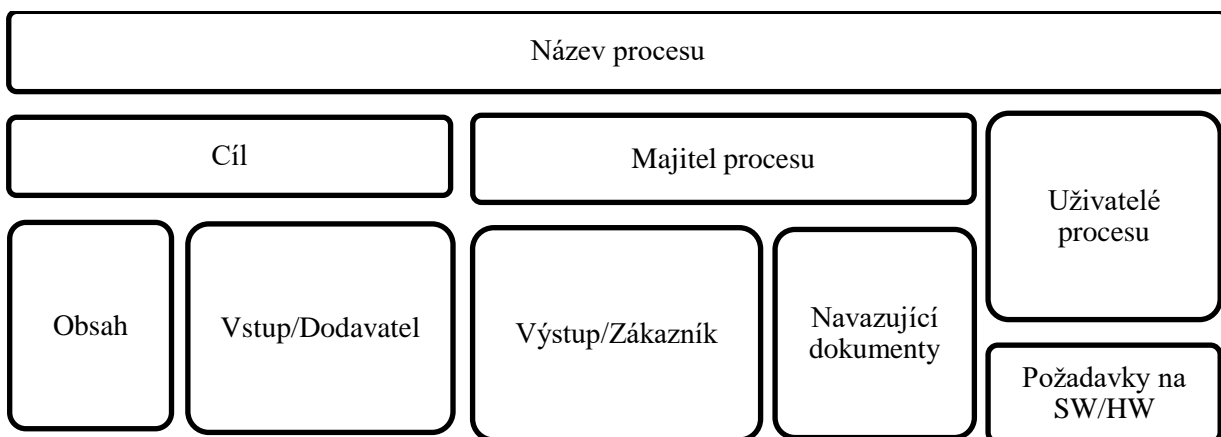 Název procesu
Cíl
Majitel procesu
Uživatelé
procesu
Obsah
Vstup/Dodavatel
Výstup/Zákazník
Navazující
dokumenty
Požadavky na
SW/HW